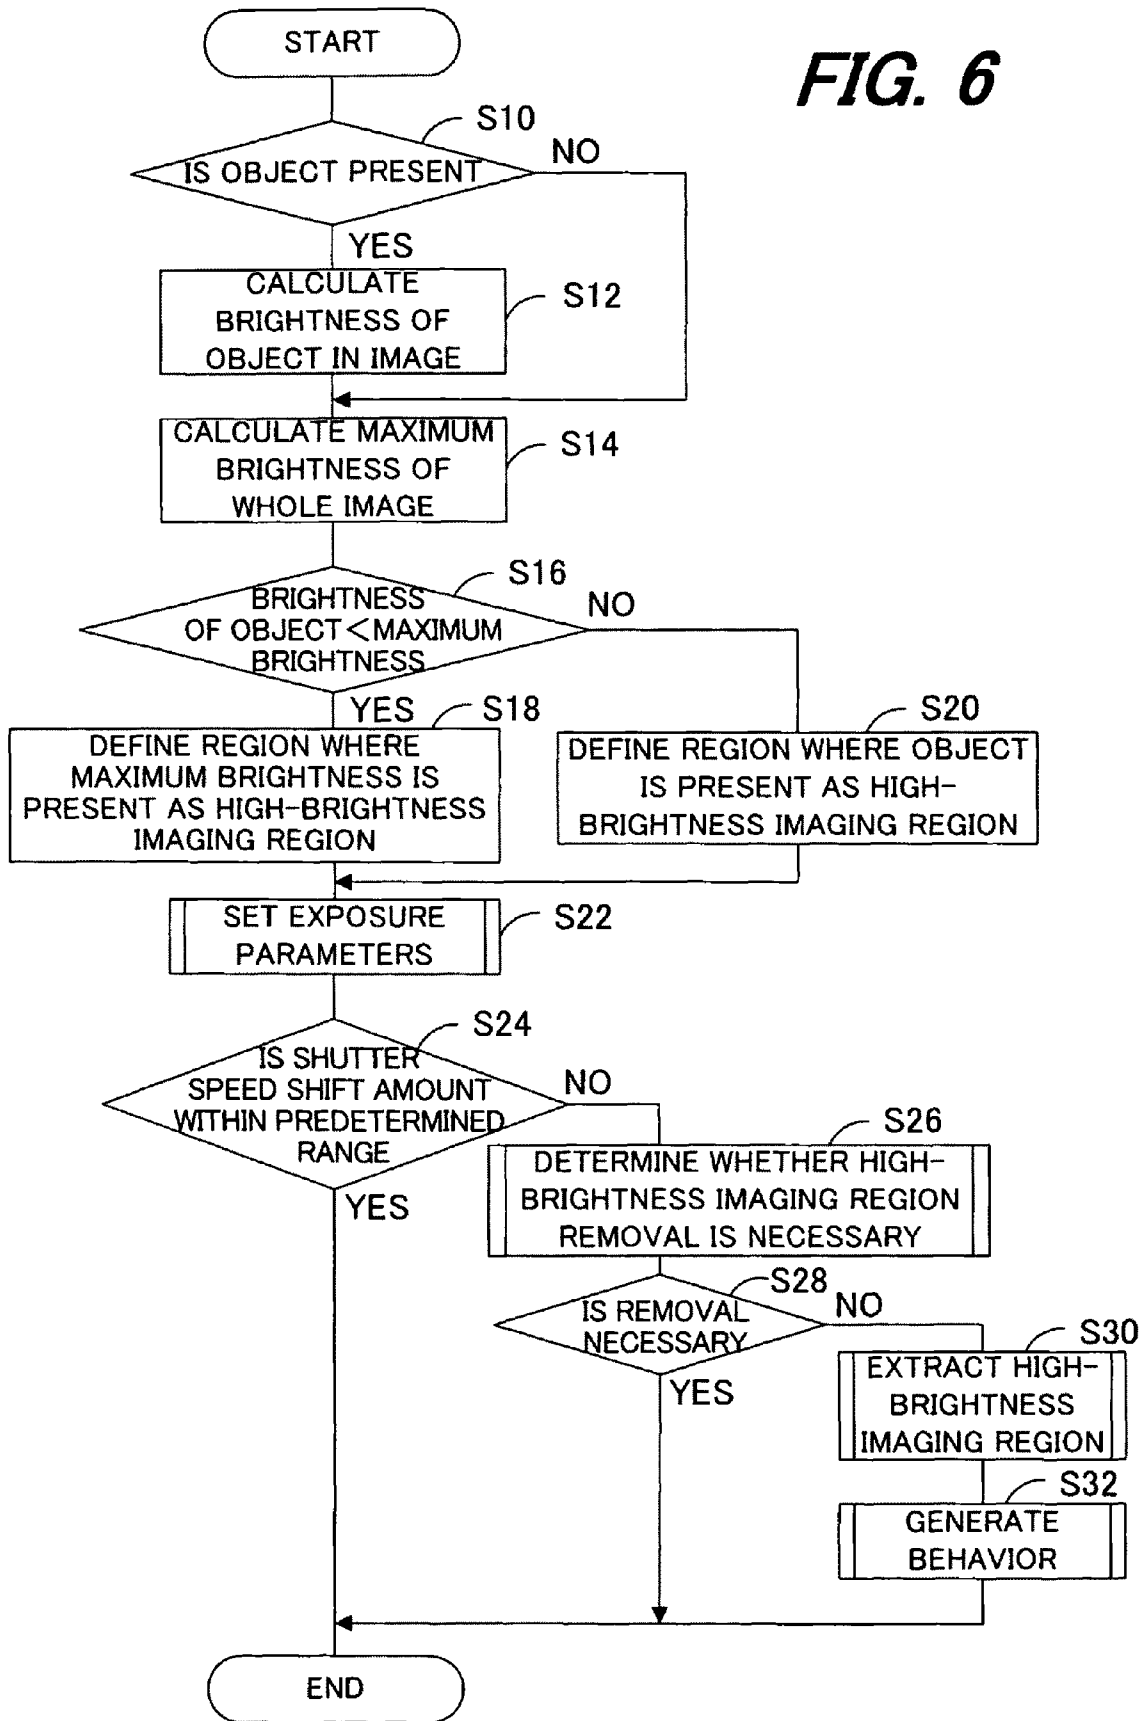 START
FIG. 6
S10
IS OBJECT PRESENT
NO
YES
CALCULATE
BRIGHTNESS OF
OBJECT IN IMAGE
S12
CALCULATE MAXIMUM
BRIGHTNESS OF
WHOLE IMAGE
S14
S16
BRIGHTNESS
OF OBJECT<MAXIMUM
BRIGHTNESS
NO
YES
S18
DEFINE REGION WHERE
MAXIMUM BRIGHTNESS IS
PRESENT AS HIGH-BRIGHTNESS
IMAGING REGION
S20
DEFINE REGION WHERE OBJECT
IS PRESENT AS HIGH-
BRIGHTNESS IMAGING REGION
SET EXPOSURE
PARAMETERS
S22
S24
IS SHUTTER
SPEED SHIFT AMOUNT
WITHIN PREDETERMINED
RANGE
NO
YES
S26
DETERMINE WHETHER HIGH-
BRIGHTNESS IMAGING REGION
REMOVAL IS NECESSARY
S28
IS REMOVAL
NECESSARY
NO
YES
S30
EXTRACT HIGH-
BRIGHTNESS
IMAGING REGION
S32
GENERATE
BEHAVIOR
END